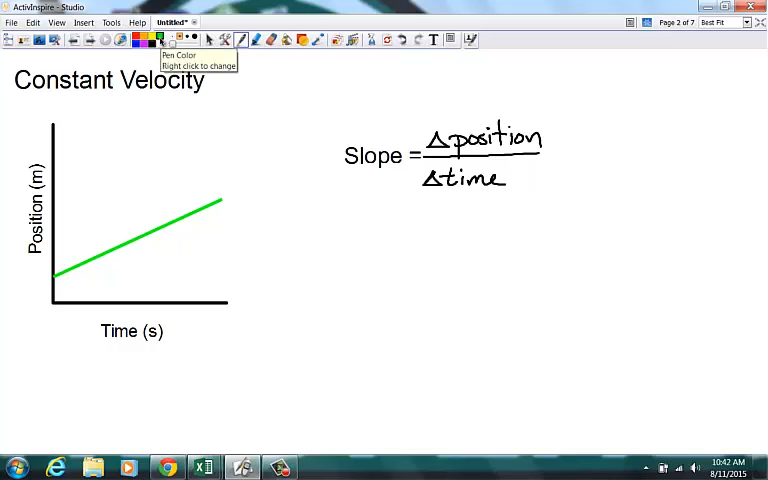 ActivInspire - Studio
File Edit View Insert Tools Help Untitled* Page 2 of 7 Best Fit
Pen Color
Right click to change
Constant Velocity
Slope = Δposition
Δtime
Position (m)
Time (s)
10:42 AM
8/11/2015